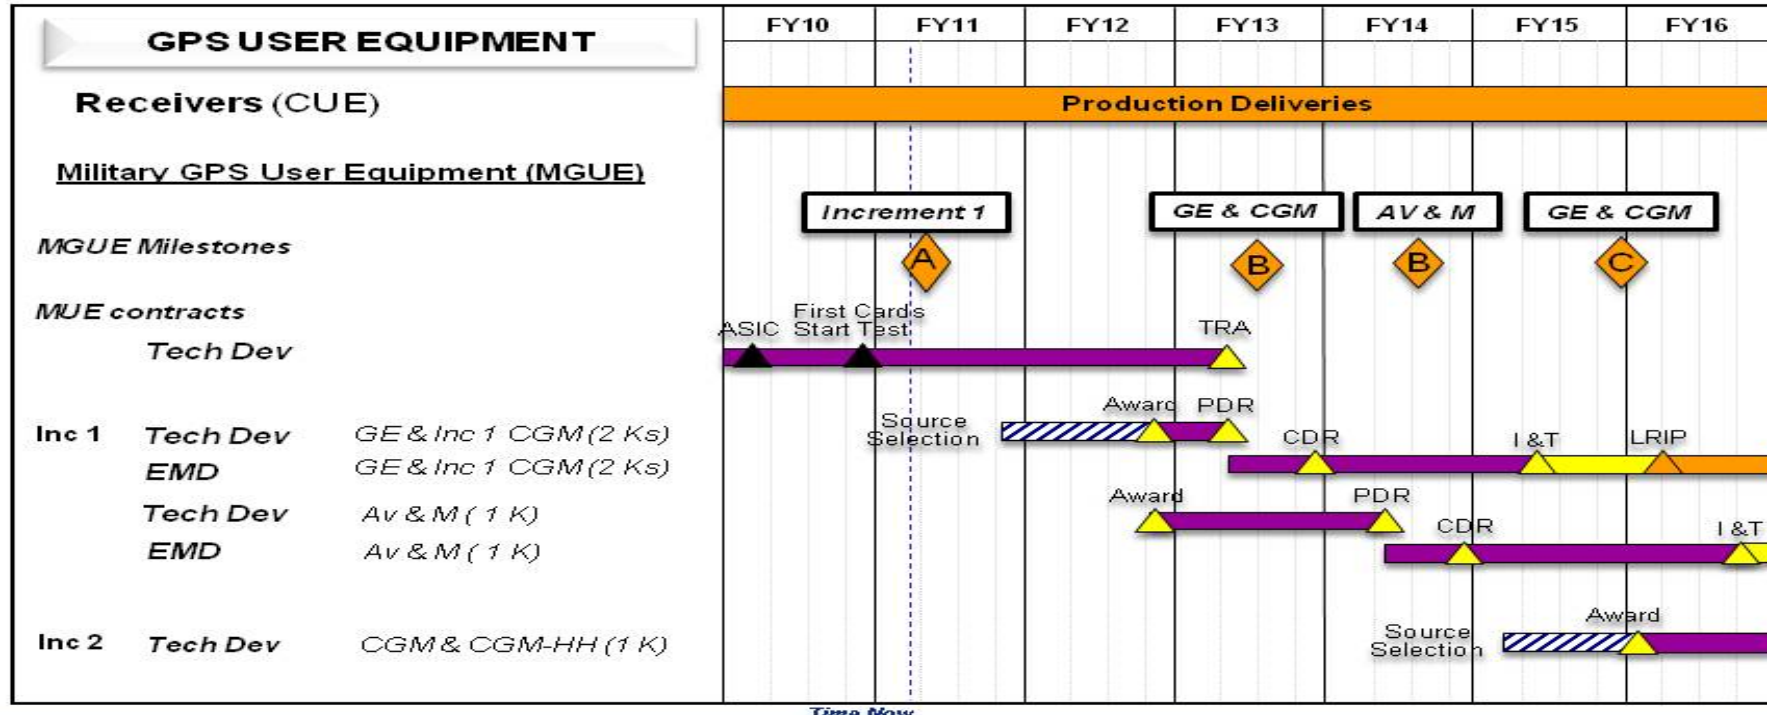 GPS USER EQUIPMENT
FY10 FY11 FY12 FY13 FY14 FY15 FY16
Receivers (CUE)
Production Deliveries
Military GPS User Equipment (MGUE)
Increment 1 GE & CGM AV & M GE & CGM
MGUE Milestones
A B B C
MUE contracts
ASIC First Cards Start Test TRA
Tech Dev
Source Selection Award PDR
Inc 1 Tech Dev GE & Inc 1 CGM (2 Ks)
CDR I &T LRIP
EMD GE & Inc 1 CGM (2 Ks)
Award PDR
Tech Dev Av & M ( 1 K)
CDR I &T
EMD Av & M ( 1 K)
Source Selection Award
Inc 2 Tech Dev CGM & CGM-HH (1 K)
Time Now